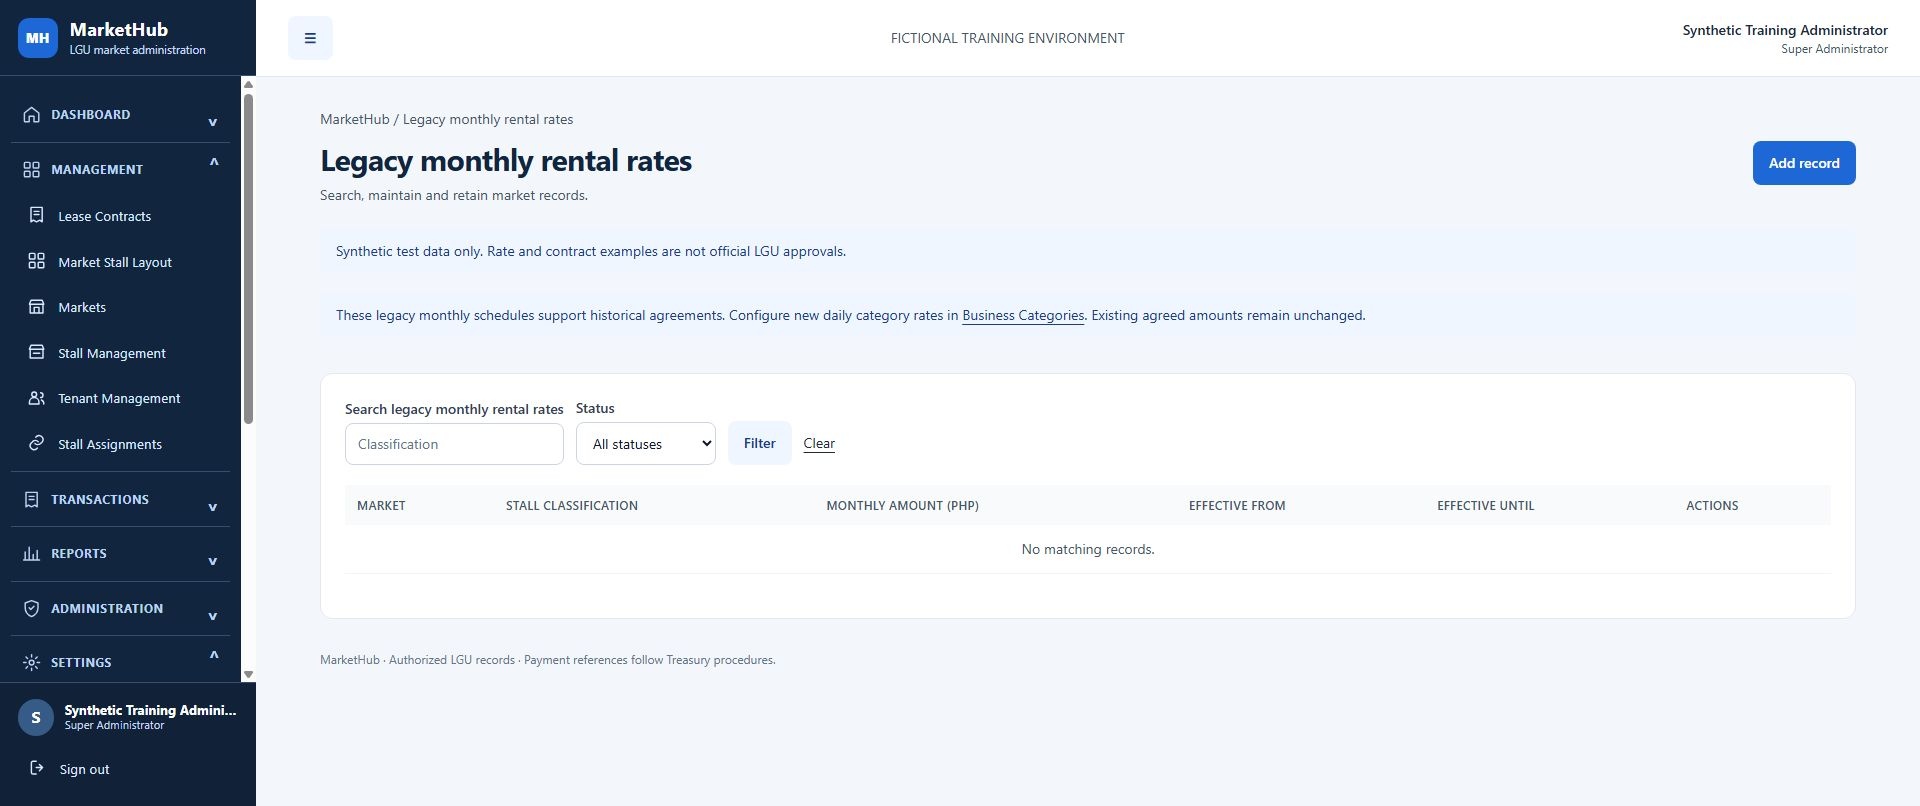 MH
MarketHub
LGU market administration
DASHBOARD
MANAGEMENT
Lease Contracts
Market Stall Layout
Markets
Stall Management
Tenant Management
Stall Assignments
TRANSACTIONS
REPORTS
ADMINISTRATION
SETTINGS
S
Synthetic Training Admini...
Super Administrator
Sign out
FICTIONAL TRAINING ENVIRONMENT
Synthetic Training Administrator
Super Administrator
MarketHub / Legacy monthly rental rates
Legacy monthly rental rates
Add record
Search, maintain and retain market records.
Synthetic test data only. Rate and contract examples are not official LGU approvals.
These legacy monthly schedules support historical agreements. Configure new daily category rates in Business Categories. Existing agreed amounts remain unchanged.
Search legacy monthly rental rates Status
Classification All statuses Filter Clear
MARKET STALL CLASSIFICATION MONTHLY AMOUNT (PHP) EFFECTIVE FROM EFFECTIVE UNTIL ACTIONS
No matching records.
MarketHub · Authorized LGU records · Payment references follow Treasury procedures.